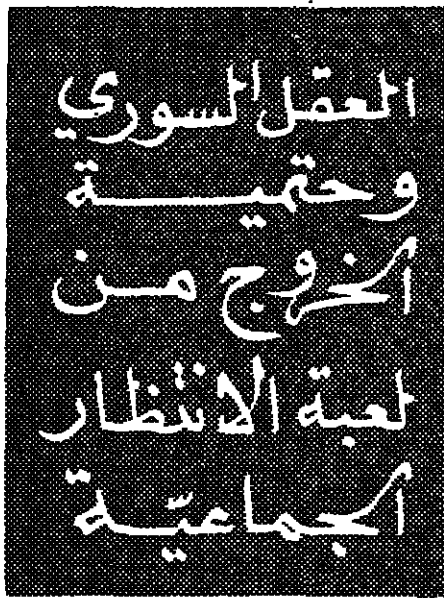 العقل السوري
وحتمية
الخروج من
لعبة الانتظار
الجماعيّة